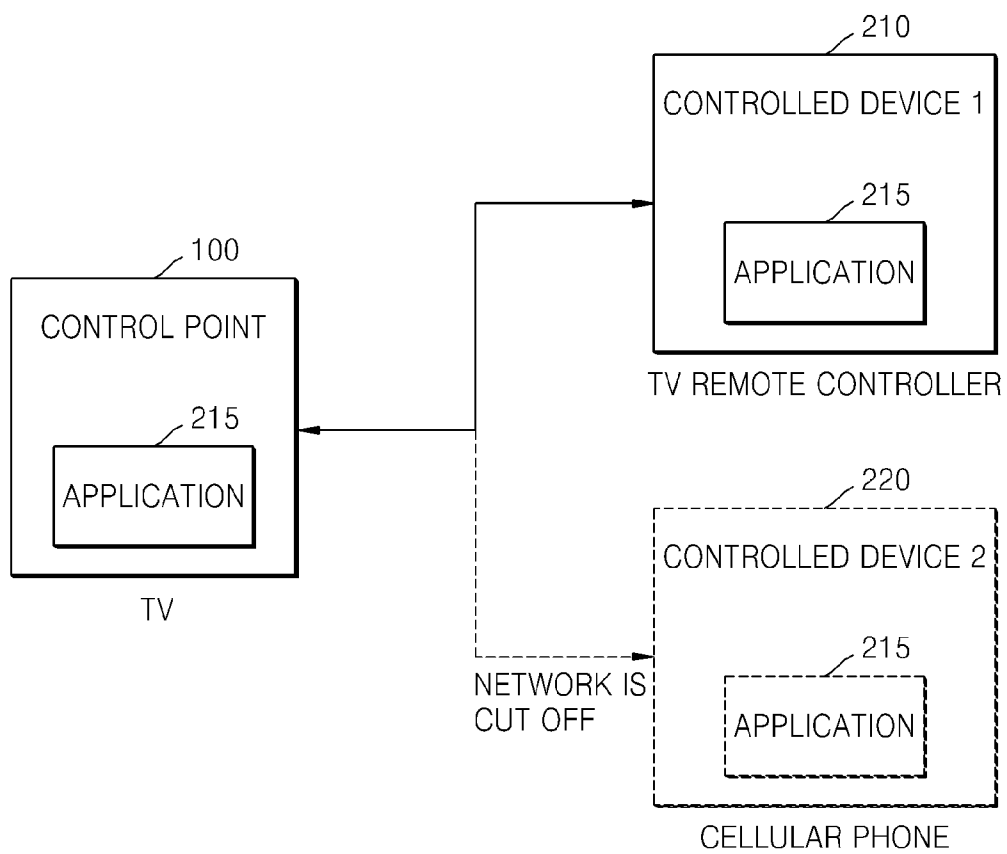 210
CONTROLLED DEVICE 1
215
APPLICATION
TV REMOTE CONTROLLER
100
CONTROL POINT
215
APPLICATION
TV
220
CONTROLLED DEVICE 2
215
APPLICATION
CELLULAR PHONE
NETWORK IS
CUT OFF